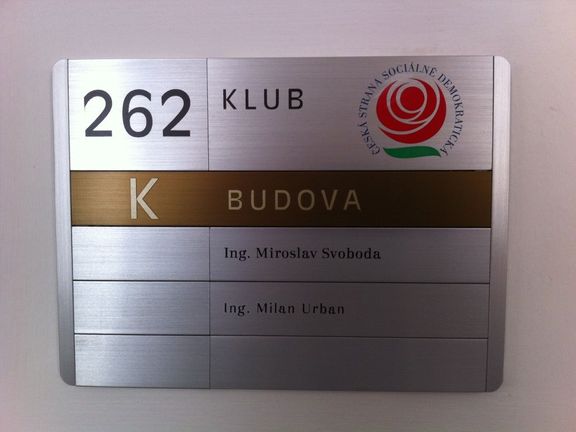 262 KLUB
ČESKÁ STRANA SOCIÁLNĚ DEMOKRATICKÁ
K BUDOVA
Ing. Miroslav Svoboda
Ing. Milan Urban